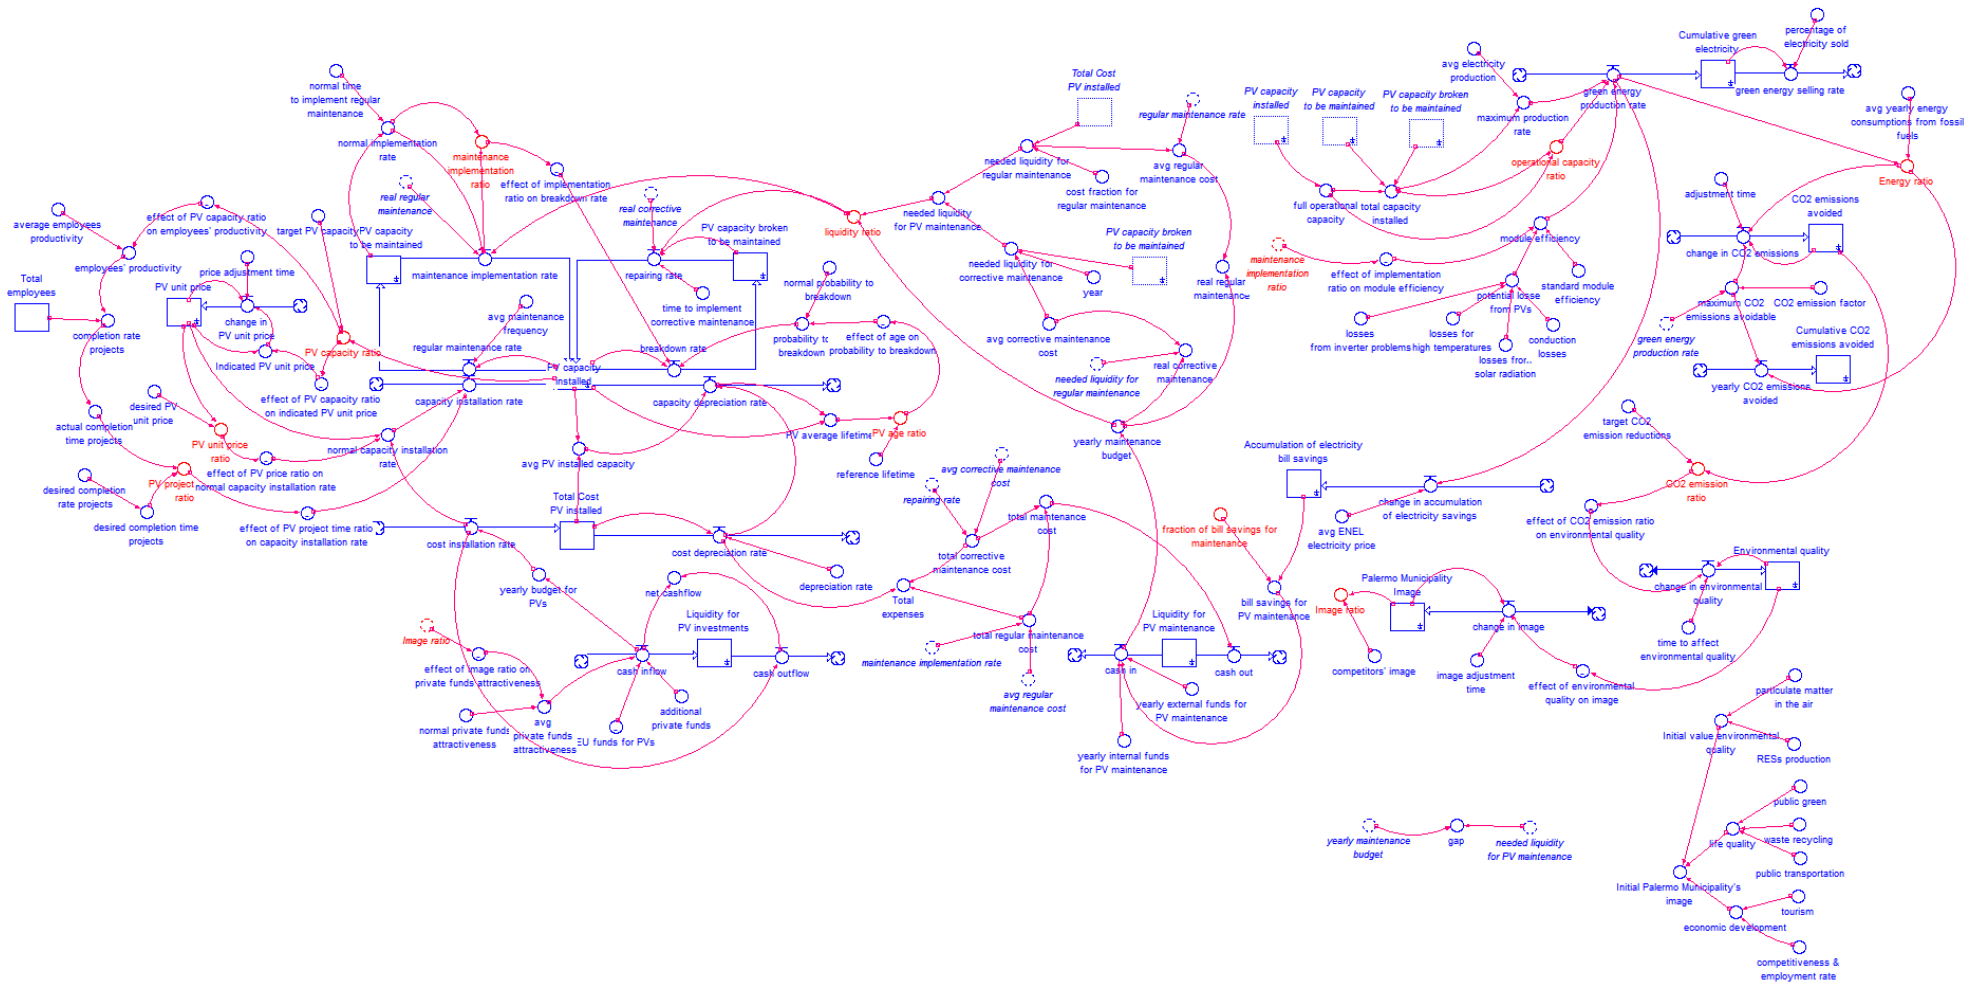 normal time
to implement regular
maintenance
normal implementation
rate
maintenance
implementation
ratio
effect of implementation
ratio on breakdown rate
real regular
maintenance
real corrective
maintenance
average employees
productivity
effect of PV capacity ratio
on employees' productivity
target PV capacity
PV capacity
to be maintained
PV capacity broken
to be maintained
employees' productivity
price adjustment time
maintenance implementation rate
repairing rate
Total
employees
PV unit price
change in
PV unit price
avg maintenance
frequency
time to implement
corrective maintenance
normal probability to
breakdown
completion rate
projects
PV capacity ratio
regular maintenance rate
breakdown rate
probability to
breakdown
effect of age on
probability to breakdown
Indicated PV unit price
PV capacity
installed
effect of PV capacity ratio
on indicated PV unit price
capacity installation rate
capacity depreciation rate
desired PV
unit price
actual completion
time projects
PV unit price
ratio
normal capacity installation
rate
PV average lifetime
PV age ratio
avg PV installed capacity
reference lifetime
PV project
ratio
effect of PV price ratio on
normal capacity installation rate
desired completion
rate projects
desired completion time
projects
effect of PV project time ratio
on capacity installation rate
Total Cost
PV installed
cost installation rate
cost depreciation rate
depreciation rate
yearly budget for
PVs
net cashflow
Liquidity for
PV investments
Image ratio
effect of image ratio on
private funds attractiveness
cash inflow
cash outflow
normal private funds
attractiveness
avg
private funds
attractiveness
EU funds for PVs
additional
private funds
Total Cost
PV installed
regular maintenance rate
needed liquidity for
regular maintenance
avg regular
maintenance cost
cost fraction for
regular maintenance
liquidity ratio
needed liquidity
for PV maintenance
PV capacity broken
to be maintained
needed liquidity for
corrective maintenance
year
real regular
maintenance
avg corrective maintenance
cost
needed liquidity for
regular maintenance
real corrective
maintenance
yearly maintenance
budget
avg corrective maintenance
cost
repairing rate
total maintenance
cost
total corrective
maintenance cost
Total
expenses
total regular maintenance
cost
maintenance implementation rate
avg regular
maintenance cost
fraction of bill savings for
maintenance
bill savings for
PV maintenance
Liquidity for
PV maintenance
cash in
cash out
yearly external funds for
PV maintenance
yearly internal funds
for PV maintenance
PV capacity
installed
PV capacity
to be maintained
PV capacity broken
to be maintained
avg electricity
production
maximum production
rate
green energy
production rate
Cumulative green
electricity
percentage of
electricity sold
green energy selling rate
avg yearly energy
consumptions from fossil
fuels
operational capacity
ratio
Energy ratio
full operational
capacity
total capacity
installed
adjustment time
CO2 emissions
avoided
change in CO2 emissions
module efficiency
maintenance
implementation
ratio
effect of implementation
ratio on module efficiency
potential losse
from PVs
standard module
efficiency
maximum CO2
emissions avoidable
CO2 emission factor
losses
from inverter problems
losses for
high temperatures
losses fror..
solar radiation
conduction
losses
green energy
production rate
Cumulative CO2
emissions avoided
yearly CO2 emissions
avoided
target CO2
emission reductions
Accumulation of electricity
bill savings
CO2 emission
ratio
change in accumulation
of electricity savings
avg ENEL
electricity price
effect of CO2 emission ratio
on environmental quality
Environmental quality
change in environmental
quality
Palermo Municipality
Image
Image ratio
change in image
time to affect
environmental quality
competitors' image
image adjustment
time
effect of environmental
quality on image
particulate matter
in the air
Initial value environmental
quality
RESs production
public green
life quality
waste recycling
public transportation
yearly maintenance
budget
gap
needed liquidity
for PV maintenance
Initial Palermo Municipality's
image
tourism
economic development
competitiveness &
employment rate